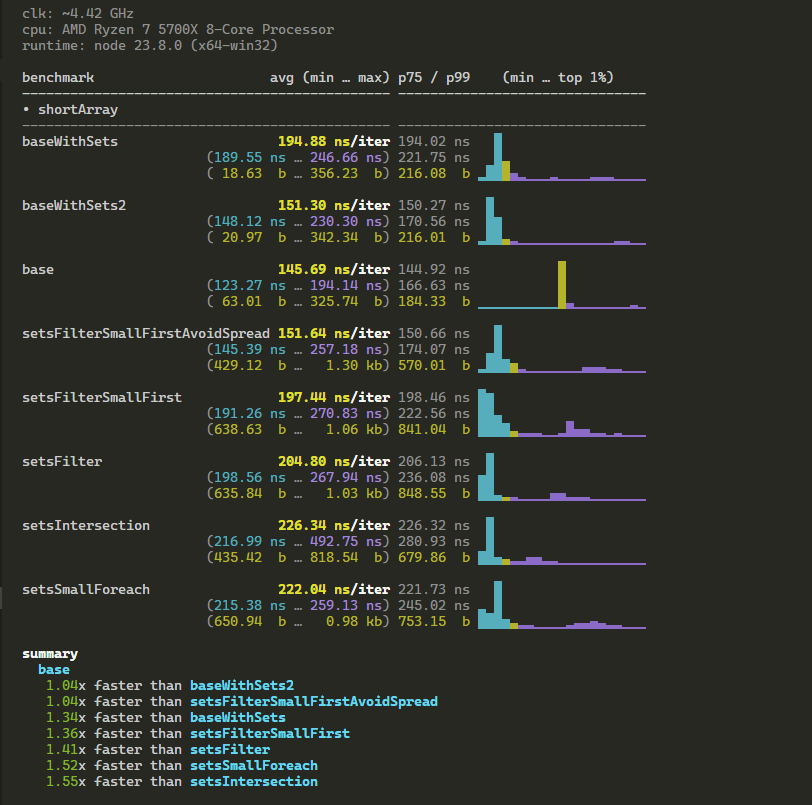 clk: ~4.42 GHz
cpu: AMD Ryzen 7 5700X 8-Core Processor
runtime: node 23.8.0 (x64-win32)
benchmark avg (min … max) p75 / p99 (min … top 1%)
• shortArray
baseWithSets 194.88 ns/iter 194.02 ns
(189.55 ns … 246.66 ns) 221.75 ns
( 18.63 b … 356.23 b) 216.08 b
baseWithSets2 151.30 ns/iter 150.27 ns
(148.12 ns … 230.30 ns) 170.56 ns
( 20.97 b … 342.34 b) 216.01 b
base 145.69 ns/iter 144.92 ns
(123.27 ns … 194.14 ns) 166.63 ns
( 63.01 b … 325.74 b) 184.33 b
setsFilterSmallFirstAvoidSpread 151.64 ns/iter 150.66 ns
(145.39 ns … 257.18 ns) 174.07 ns
(429.12 b … 1.30 kb) 570.01 b
setsFilterSmallFirst 197.44 ns/iter 198.46 ns
(191.26 ns … 270.83 ns) 222.56 ns
(638.63 b … 1.06 kb) 841.04 b
setsFilter 204.80 ns/iter 206.13 ns
(198.56 ns … 267.94 ns) 236.08 ns
(635.84 b … 1.03 kb) 848.55 b
setsIntersection 226.34 ns/iter 226.32 ns
(216.99 ns … 492.75 ns) 280.93 ns
(435.42 b … 818.54 b) 679.86 b
setsSmallForeach 222.04 ns/iter 221.73 ns
(215.38 ns … 259.13 ns) 245.02 ns
(650.94 b … 0.98 kb) 753.15 b
summary
base
1.04x faster than baseWithSets2
1.04x faster than setsFilterSmallFirstAvoidSpread
1.34x faster than baseWithSets
1.36x faster than setsFilterSmallFirst
1.41x faster than setsFilter
1.52x faster than setsSmallForeach
1.55x faster than setsIntersection